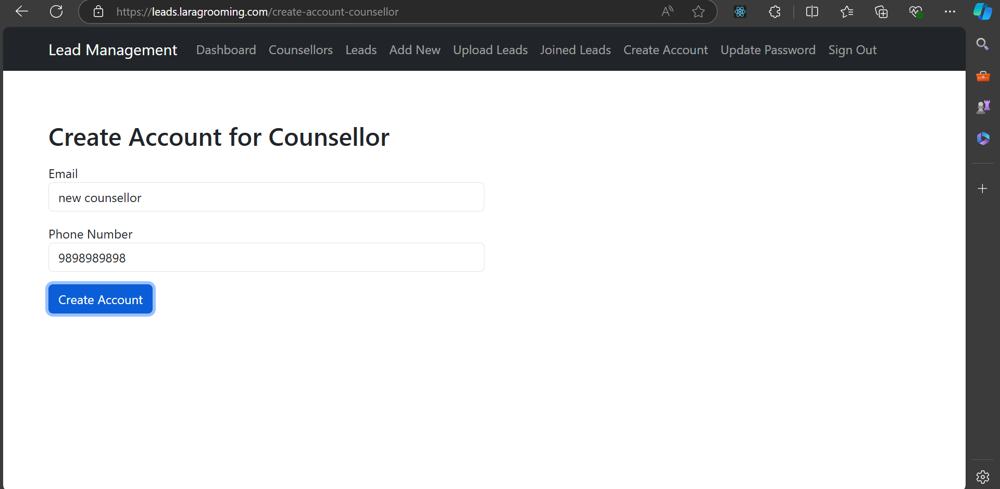 https://leads.laragrooming.com/create-account-counsellor
Lead Management Dashboard Counsellors Leads Add New Upload Leads Joined Leads Create Account Update Password Sign Out
Create Account for Counsellor
Email
new counsellor
Phone Number
9898989898
Create Account